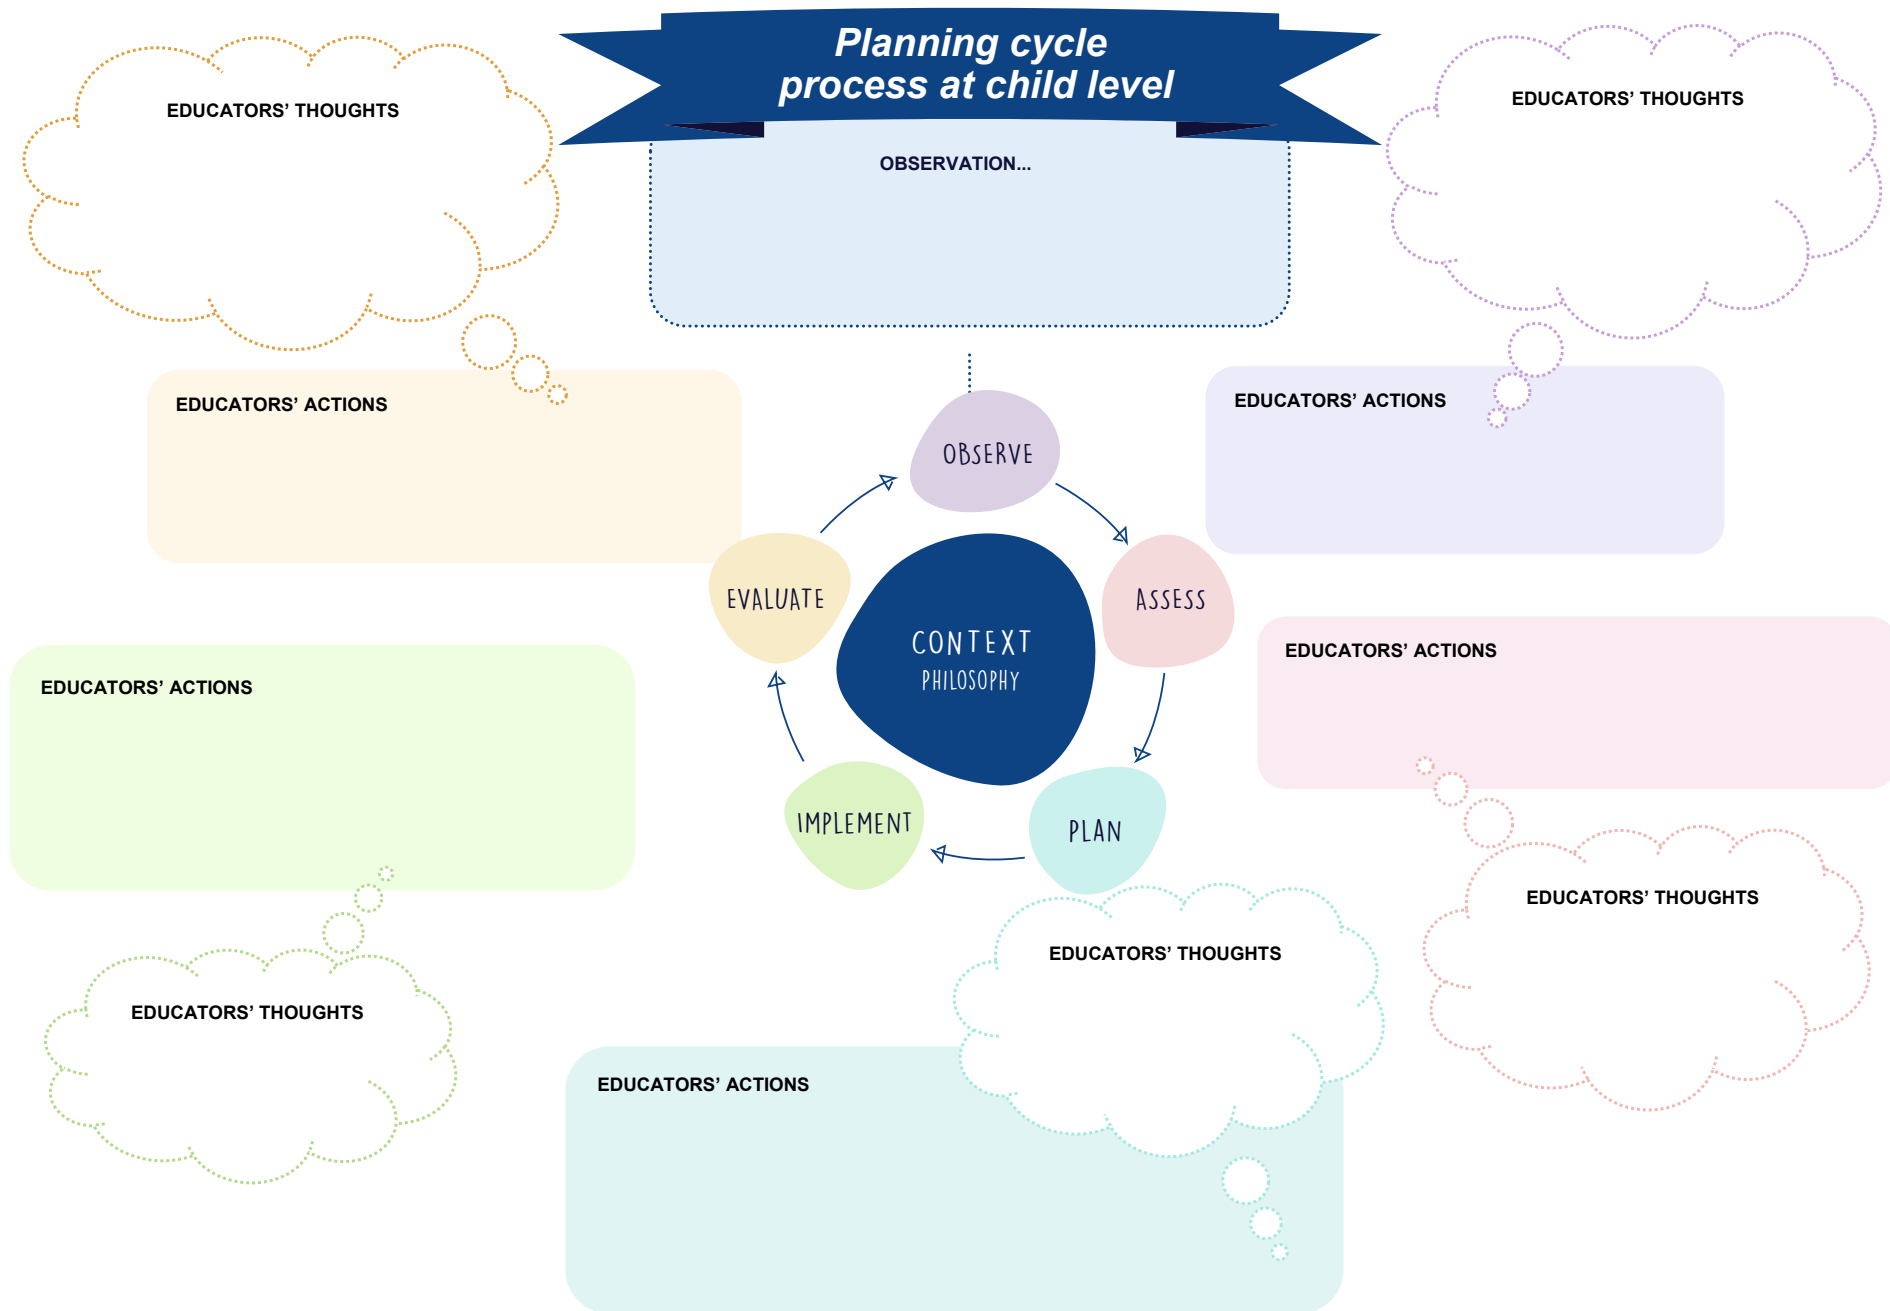 Planning cycle
process at child level
EDUCATORS’ THOUGHTS
EDUCATORS’ THOUGHTS
OBSERVATION...
EDUCATORS’ ACTIONS
EDUCATORS’ ACTIONS
OBSERVE
EVALUATE
ASSESS
CONTEXT
PHILOSOPHY
EDUCATORS’ ACTIONS
EDUCATORS’ ACTIONS
IMPLEMENT
PLAN
EDUCATORS’ THOUGHTS
EDUCATORS’ THOUGHTS
EDUCATORS’ THOUGHTS
EDUCATORS’ ACTIONS